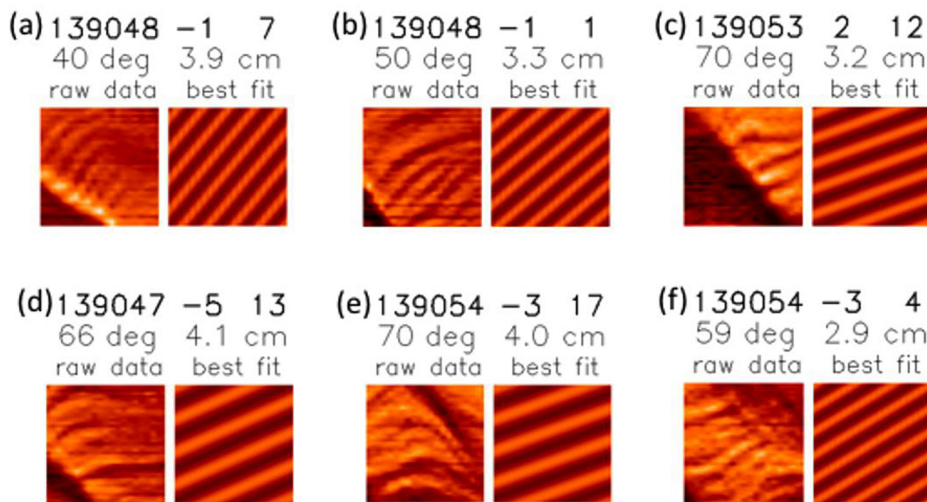 (a) 139048 -1 7
40 deg 3.9 cm
raw data best fit
(b) 139048 -1 1
50 deg 3.3 cm
raw data best fit
(c) 139053 2 12
70 deg 3.2 cm
raw data best fit
(d) 139047 -5 13
66 deg 4.1 cm
raw data best fit
(e) 139054 -3 17
70 deg 4.0 cm
raw data best fit
(f) 139054 -3 4
59 deg 2.9 cm
raw data best fit